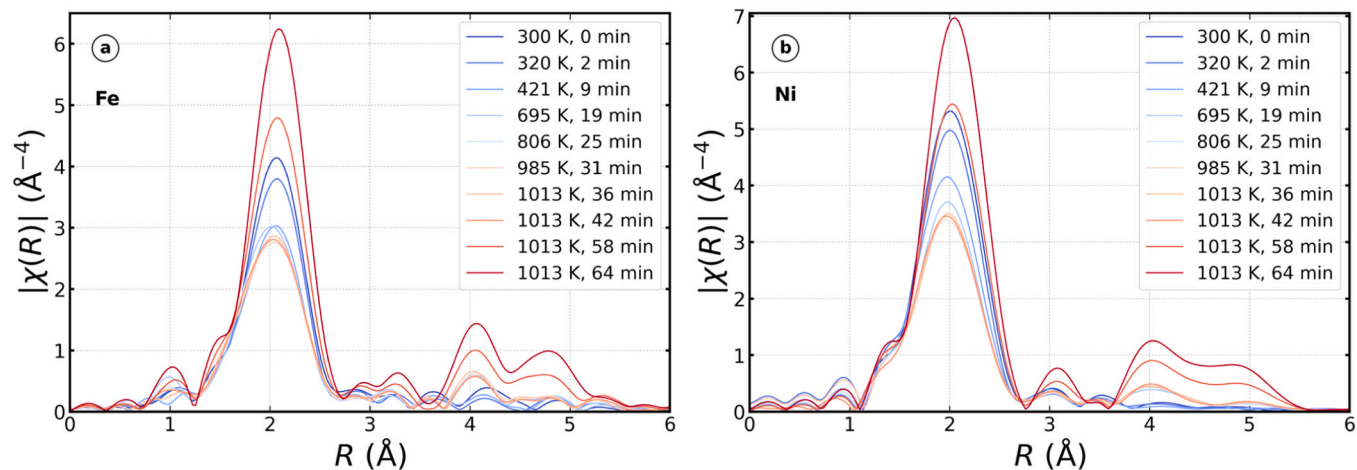 a
Fe
|χ(R)| (Å⁻⁴)
6
5
4
3
2
1
0
0 1 2 3 4 5 6
R (Å)
300 K, 0 min
320 K, 2 min
421 K, 9 min
695 K, 19 min
806 K, 25 min
985 K, 31 min
1013 K, 36 min
1013 K, 42 min
1013 K, 58 min
1013 K, 64 min
b
Ni
|χ(R)| (Å⁻⁴)
7
6
5
4
3
2
1
0
0 1 2 3 4 5 6
R (Å)
300 K, 0 min
320 K, 2 min
421 K, 9 min
695 K, 19 min
806 K, 25 min
985 K, 31 min
1013 K, 36 min
1013 K, 42 min
1013 K, 58 min
1013 K, 64 min